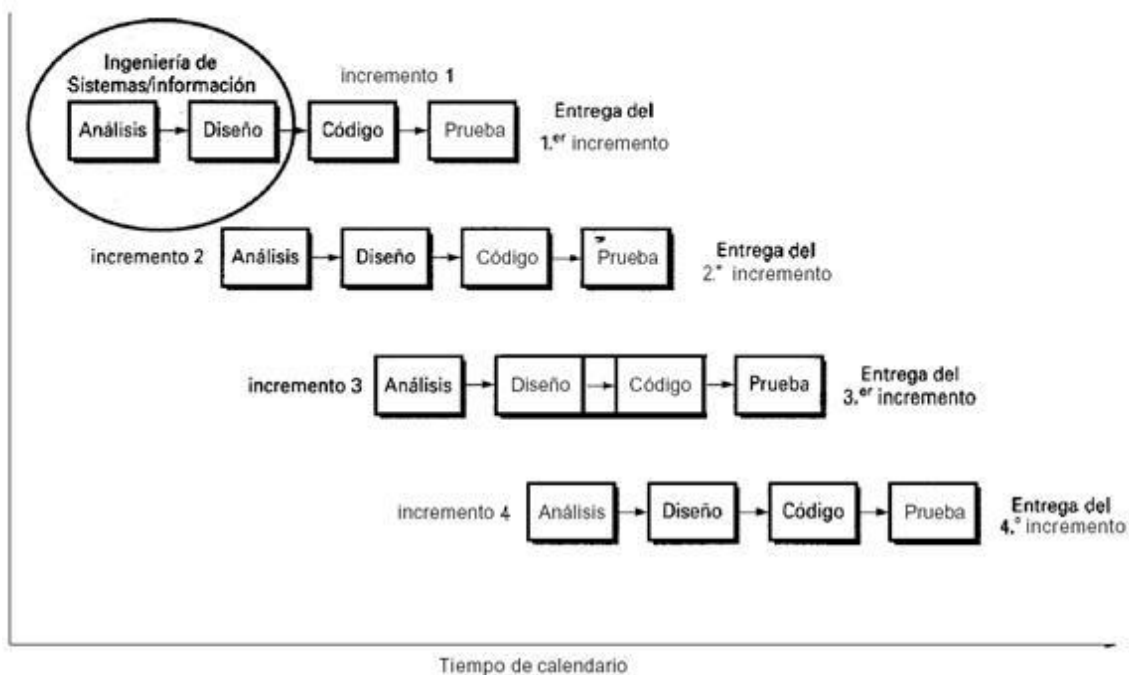 Ingeniería de
Sistemas/información
incremento 1
Análisis
Diseño
Código
Prueba
Entrega del
1.er incremento
incremento 2
Análisis
Diseño
Código
Prueba
Entrega del
2.° incremento
incremento 3
Análisis
Diseño
Código
Prueba
Entrega del
3.er incremento
incremento 4
Análisis
Diseño
Código
Prueba
Entrega del
4.° incremento
Tiempo de calendario